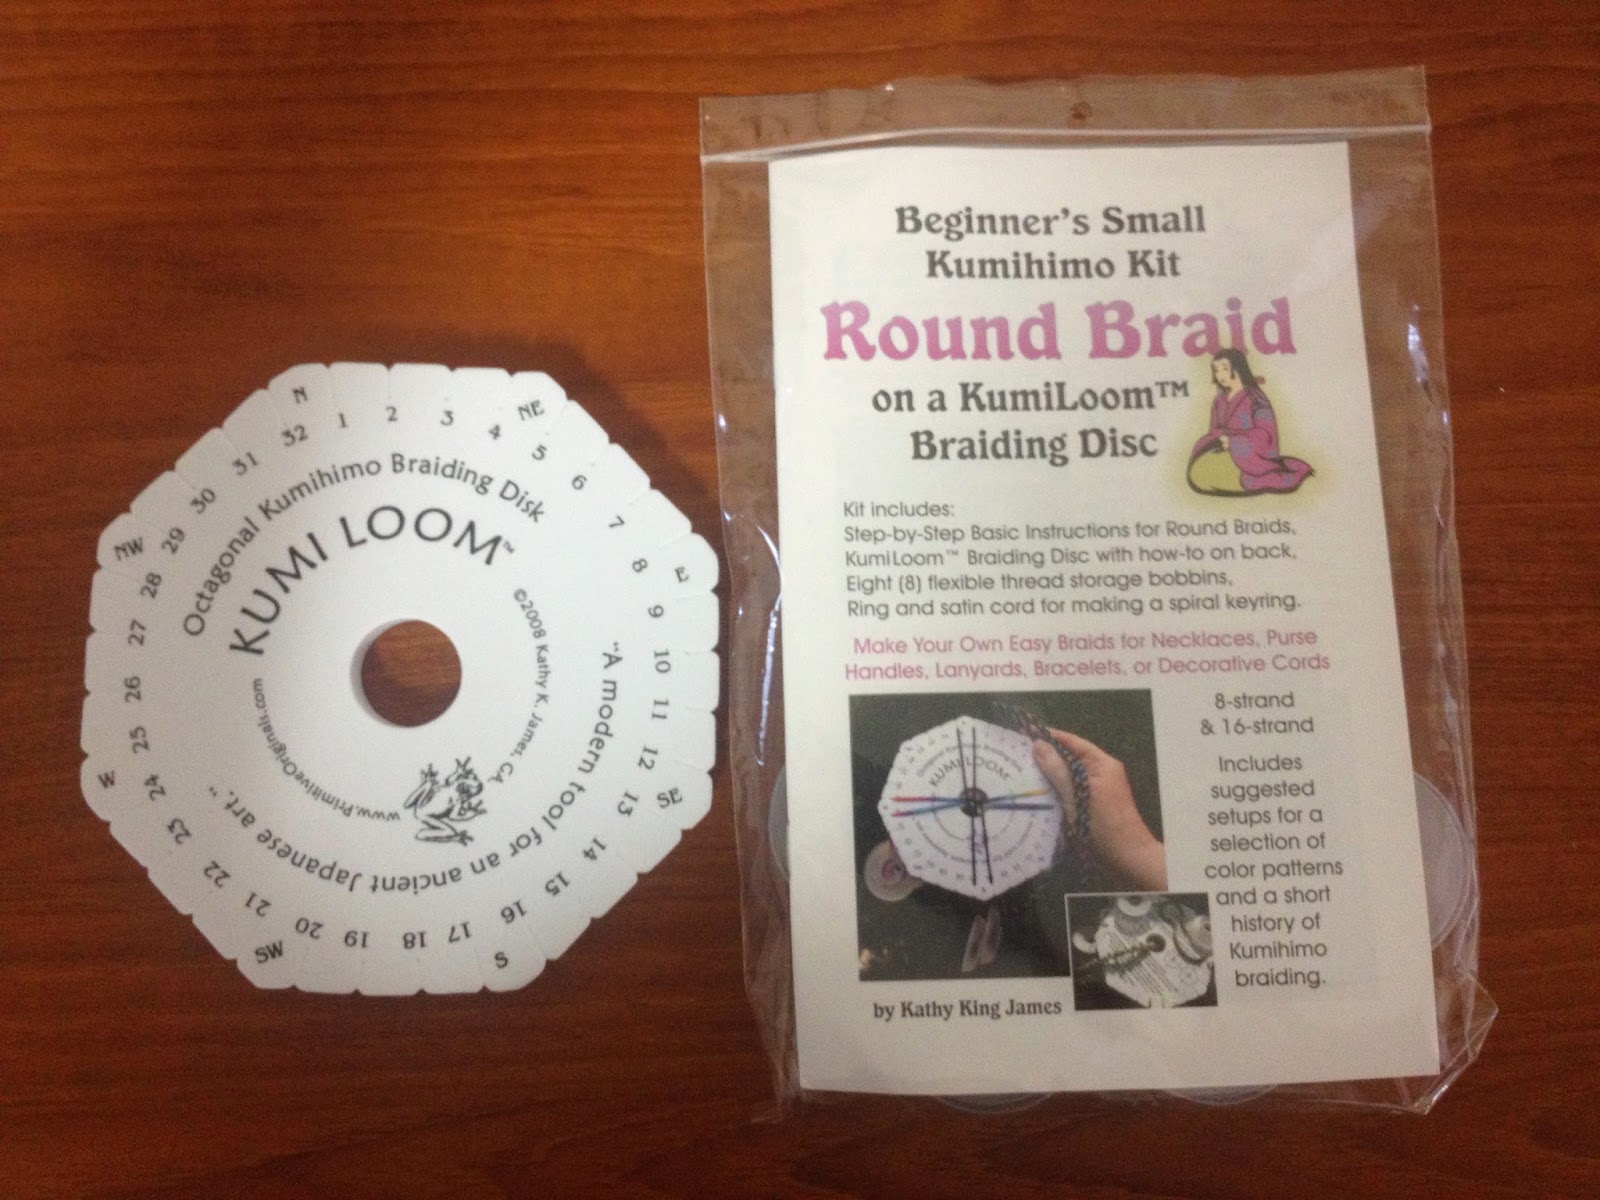 N
NE
E
SE
S
SW
W
NW
1
2
3
4
5
6
7
8
9
10
11
12
13
14
15
16
17
18
19
20
21
22
23
24
25
26
27
28
29
30
31
32
Octagonal Kumihimo Braiding Disk
KUMI LOOM™
©2008 Kathy K. James, CA
www.PrimitiveOriginals.com
"A modern tool for an ancient Japanese art."
Beginner's Small
Kumihimo Kit
Round Braid
on a KumiLoom™
Braiding Disc
Kit includes:
Step-by-Step Basic Instructions for Round Braids,
KumiLoom™ Braiding Disc with how-to on back,
Eight (8) flexible thread storage bobbins,
Ring and satin cord for making a spiral keyring.
Make Your Own Easy Braids for Necklaces, Purse
Handles, Lanyards, Bracelets, or Decorative Cords
8-strand
& 16-strand
Includes
suggested
setups for a
selection of
color patterns
and a short
history of
Kumihimo
braiding.
KUMI LOOM
by Kathy King James